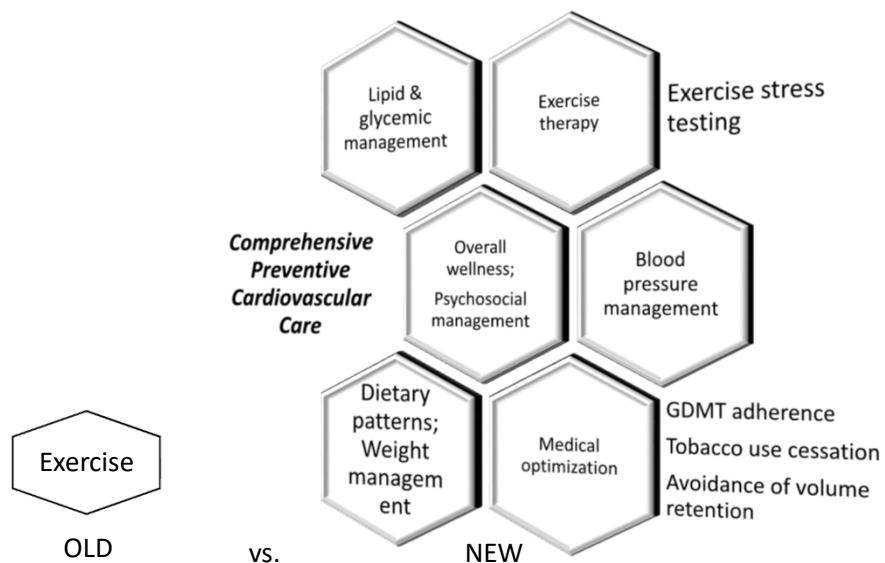 Lipid &
glycemic
management
Exercise
therapy
Exercise stress
testing
Comprehensive
Preventive
Cardiovascular
Care
Overall
wellness;
Psychosocial
management
Blood
pressure
management
Dietary
patterns;
Weight
managem
ent
Medical
optimization
GDMT adherence
Tobacco use cessation
Avoidance of volume
retention
Exercise
OLD
vs.
NEW